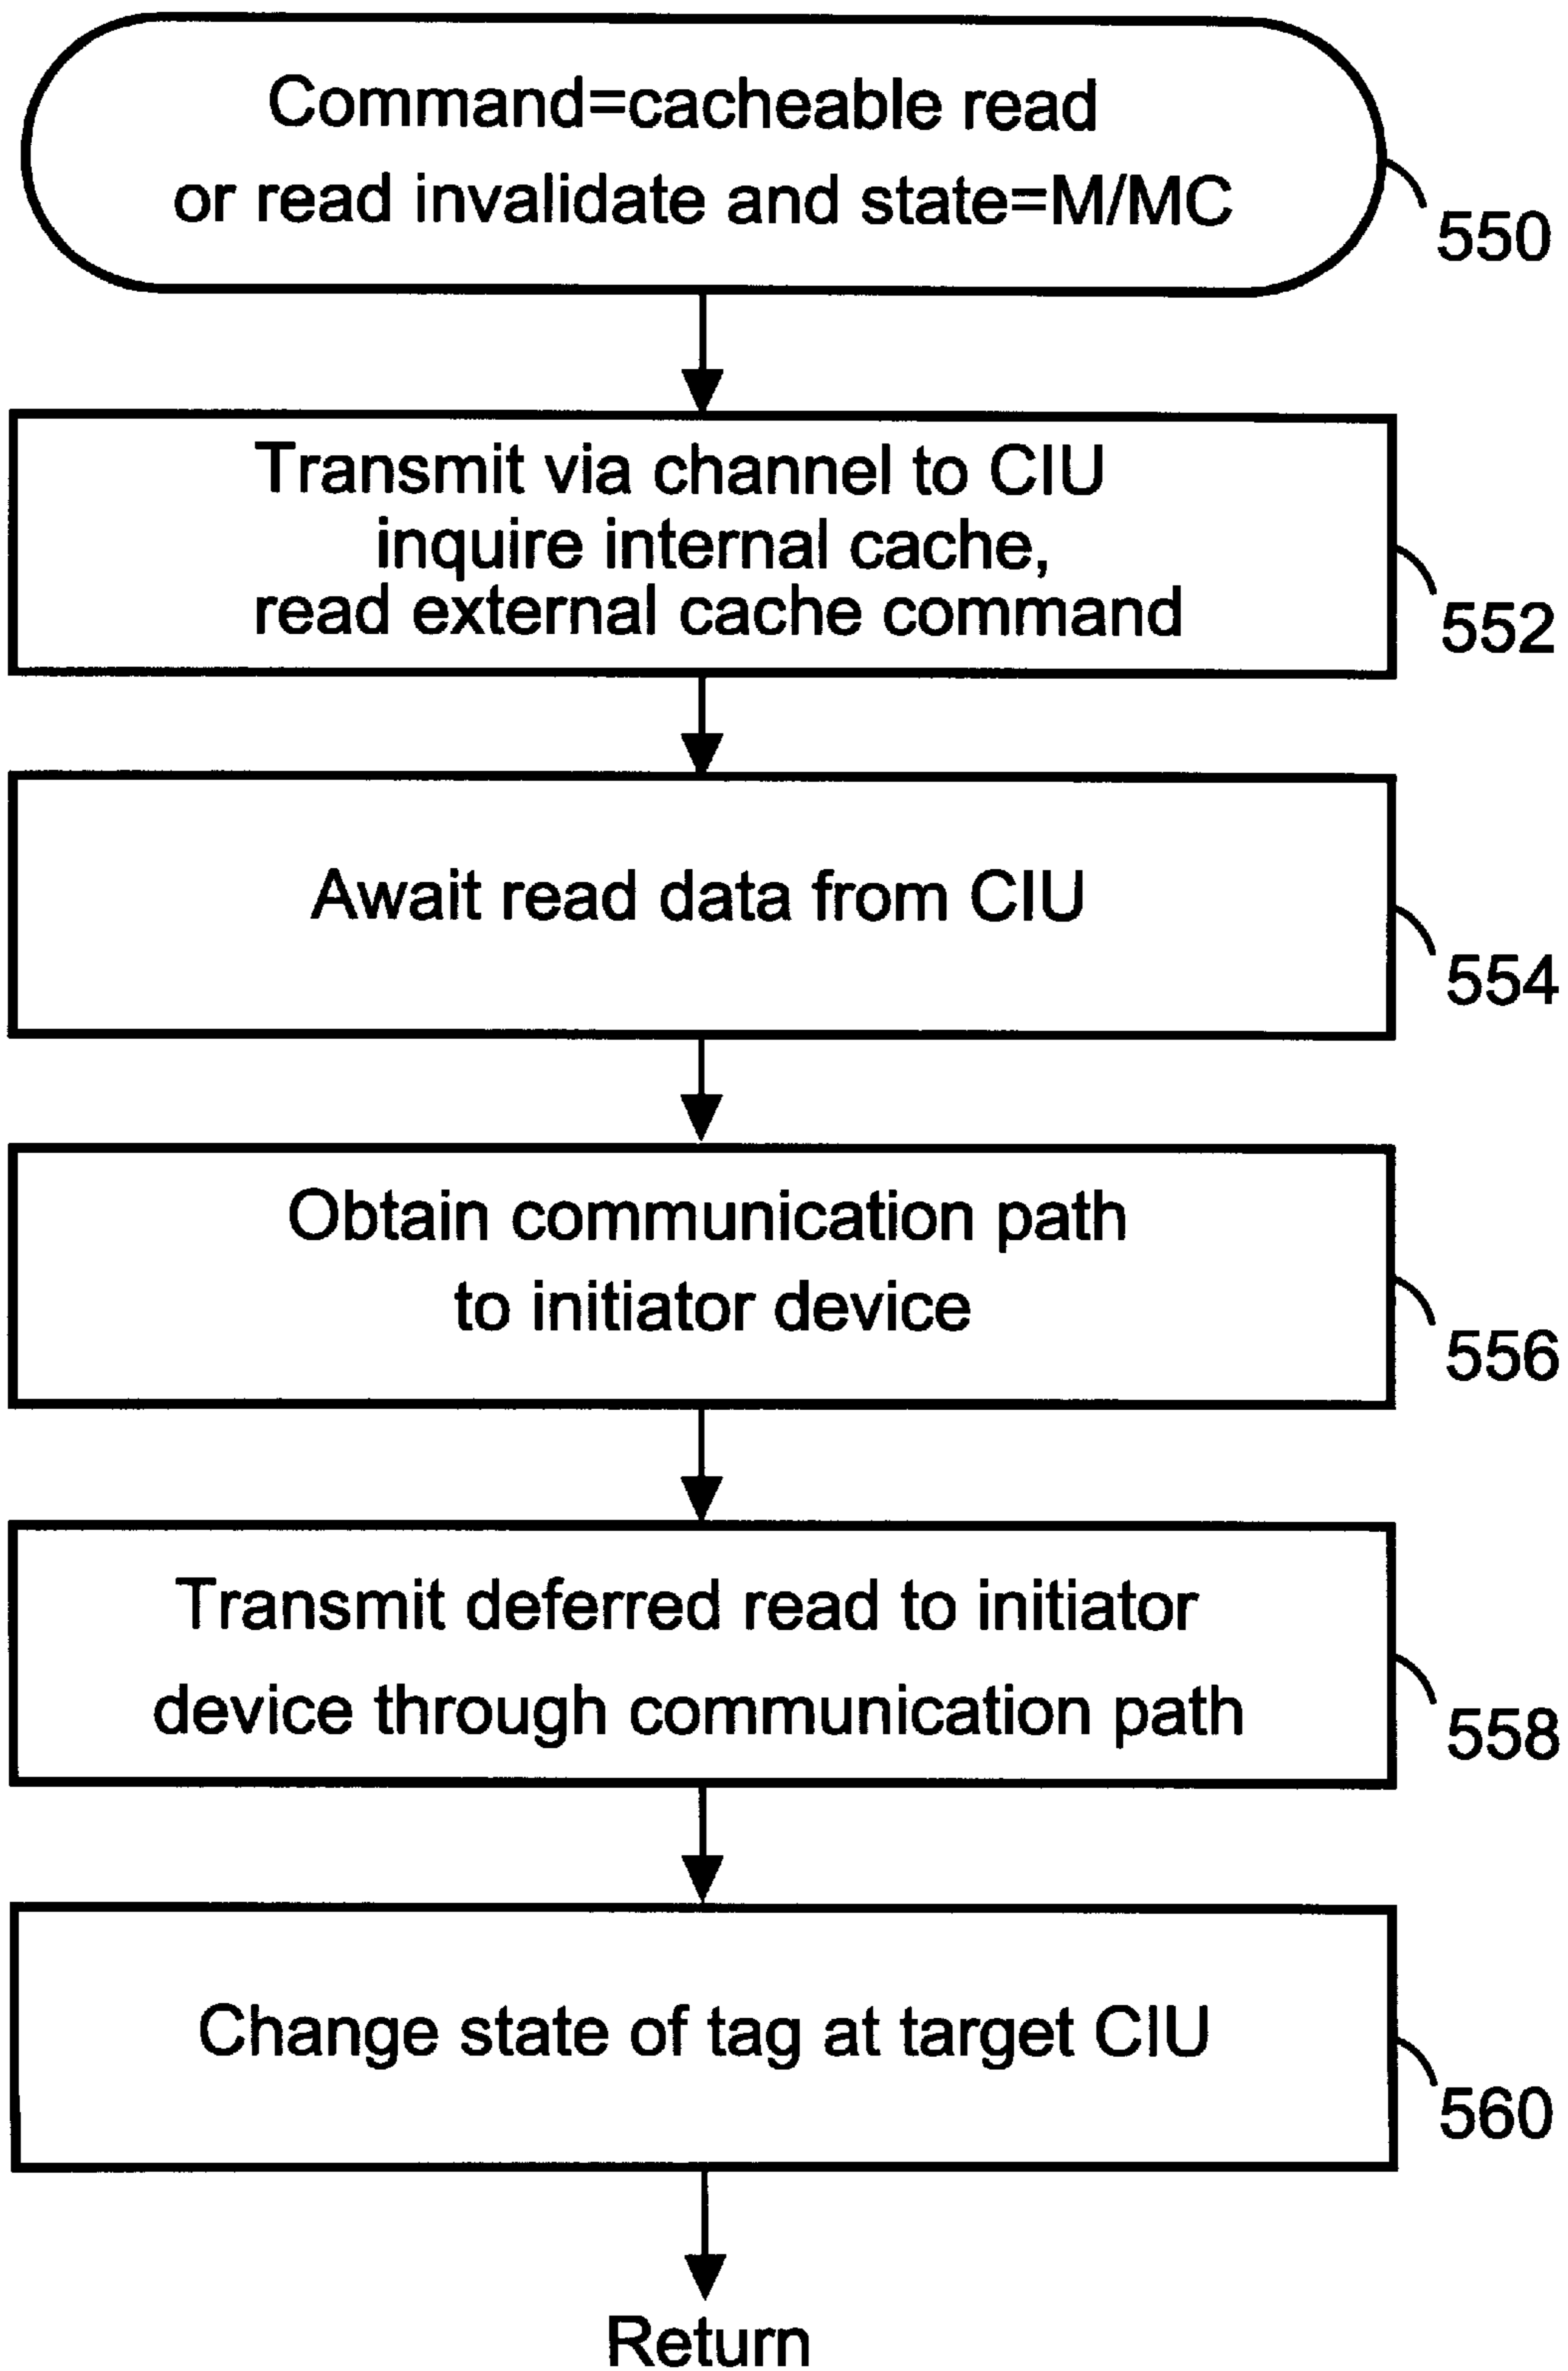 Command=cacheable read
or read invalidate and state=M/MC
550
Transmit via channel to CIU
inquire internal cache,
read external cache command
552
Await read data from CIU
554
Obtain communication path
to initiator device
556
Transmit deferred read to initiator
device through communication path
558
Change state of tag at target CIU
560
Return